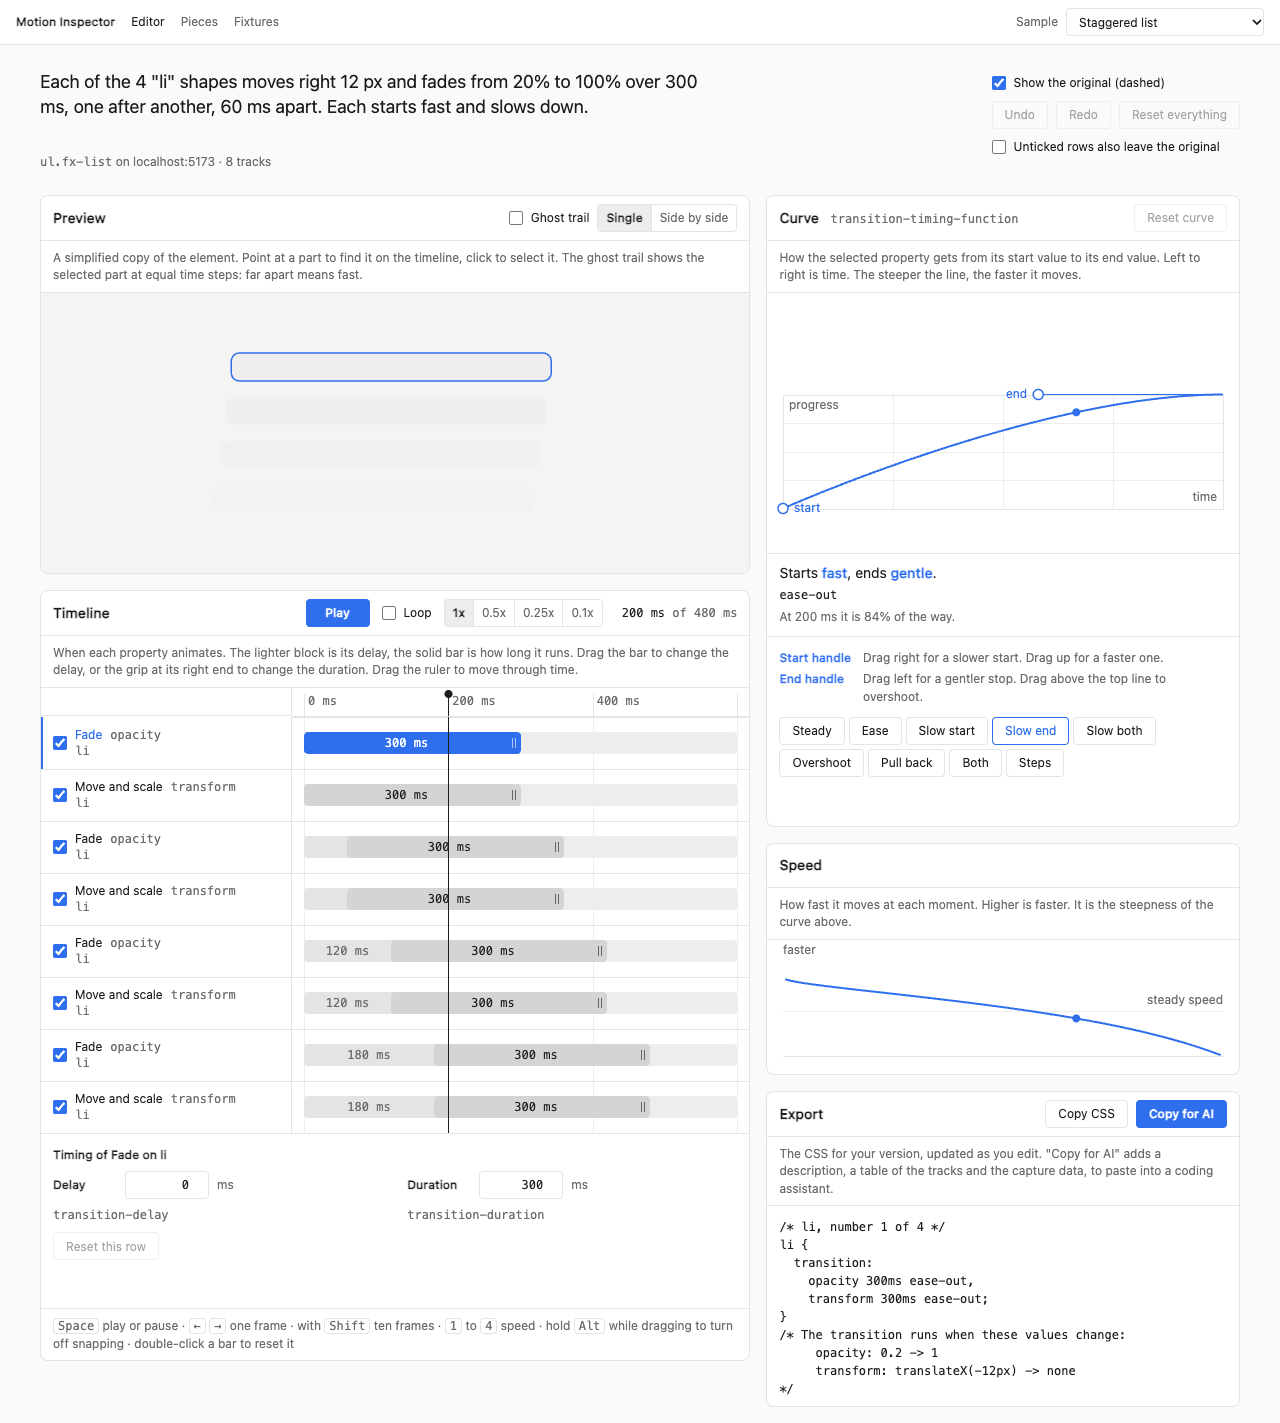 Motion Inspector Editor Pieces Fixtures Sample Staggered list
Each of the 4 "li" shapes moves right 12 px and fades from 20% to 100% over 300
ms, one after another, 60 ms apart. Each starts fast and slows down.
ul.fx-list on localhost:5173 · 8 tracks
Show the original (dashed)
Undo Redo Reset everything
Unticked rows also leave the original
Preview Ghost trail Single Side by side
A simplified copy of the element. Point at a part to find it on the timeline, click to select it. The ghost trail shows the
selected part at equal time steps: far apart means fast.
Timeline Play Loop 1x 0.5x 0.25x 0.1x 200 ms of 480 ms
When each property animates. The lighter block is its delay, the solid bar is how long it runs. Drag the bar to change the
delay, or the grip at its right end to change the duration. Drag the ruler to move through time.
0 ms 200 ms 400 ms
Fade opacity
li
300 ms
Move and scale transform
li
300 ms
Fade opacity
li
300 ms
Move and scale transform
li
300 ms
Fade opacity
li
120 ms 300 ms
Move and scale transform
li
120 ms 300 ms
Fade opacity
li
180 ms 300 ms
Move and scale transform
li
180 ms 300 ms
Timing of Fade on li
Delay 0 ms Duration 300 ms
transition-delay transition-duration
Reset this row
Space play or pause · ← → one frame · with Shift ten frames · 1 to 4 speed · hold Alt while dragging to turn
off snapping · double-click a bar to reset it
Curve transition-timing-function Reset curve
How the selected property gets from its start value to its end value. Left to
right is time. The steeper the line, the faster it moves.
end
progress
time
start
Starts fast, ends gentle.
ease-out
At 200 ms it is 84% of the way.
Start handle Drag right for a slower start. Drag up for a faster one.
End handle Drag left for a gentler stop. Drag above the top line to
overshoot.
Steady Ease Slow start Slow end Slow both
Overshoot Pull back Both Steps
Speed
How fast it moves at each moment. Higher is faster. It is the steepness of the
curve above.
faster
steady speed
Export Copy CSS Copy for AI
The CSS for your version, updated as you edit. "Copy for AI" adds a
description, a table of the tracks and the capture data, to paste into a coding
assistant.
/* li, number 1 of 4 */
li {
transition:
opacity 300ms ease-out,
transform 300ms ease-out;
}
/* The transition runs when these values change:
opacity: 0.2 -> 1
transform: translateX(-12px) -> none
*/